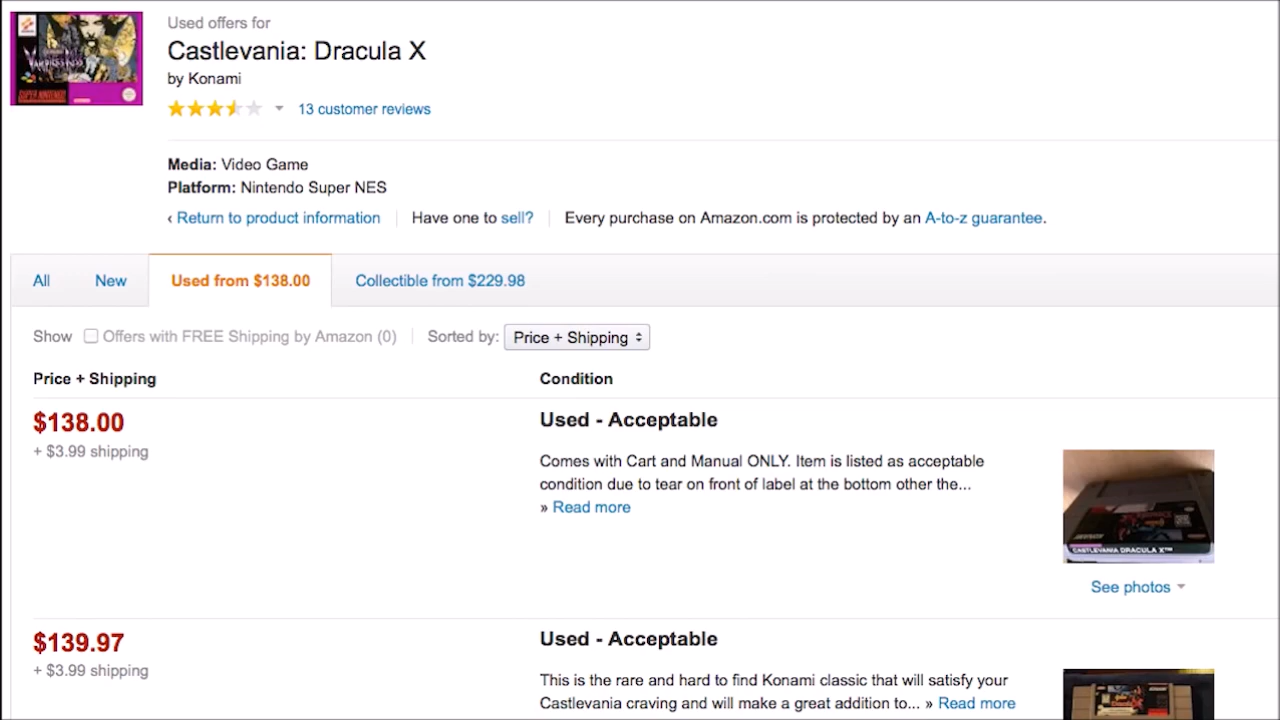 Used offers for
Castlevania: Dracula X
by Konami
13 customer reviews
Media: Video Game
Platform: Nintendo Super NES
‹ Return to product information
Have one to sell?
Every purchase on Amazon.com is protected by an A-to-z guarantee.
All
New
Used from $138.00
Collectible from $229.98
Show
Offers with FREE Shipping by Amazon (0)
Sorted by:
Price + Shipping
Price + Shipping
Condition
$138.00
+ $3.99 shipping
Used - Acceptable
Comes with Cart and Manual ONLY. Item is listed as acceptable
condition due to tear on front of label at the bottom other the...
» Read more
CASTLEVANIA DRACULA X™
See photos
$139.97
+ $3.99 shipping
Used - Acceptable
This is the rare and hard to find Konami classic that will satisfy your
Castlevania craving and will make a great addition to... » Read more
SUPER NINTENDO